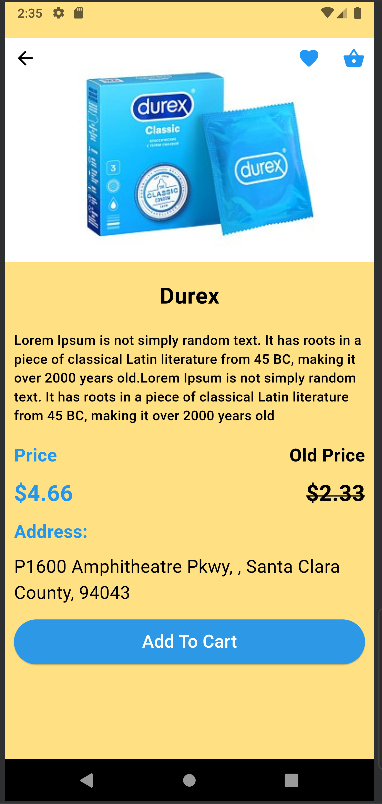 2:35
durex
Classic
3
THE
CLASSIC
CONDOM
durex
Durex
Lorem Ipsum is not simply random text. It has roots in a
piece of classical Latin literature from 45 BC, making it
over 2000 years old.Lorem Ipsum is not simply random
text. It has roots in a piece of classical Latin literature
from 45 BC, making it over 2000 years old
Price
Old Price
$4.66
$2.33
Address:
P1600 Amphitheatre Pkwy, , Santa Clara
County, 94043
Add To Cart